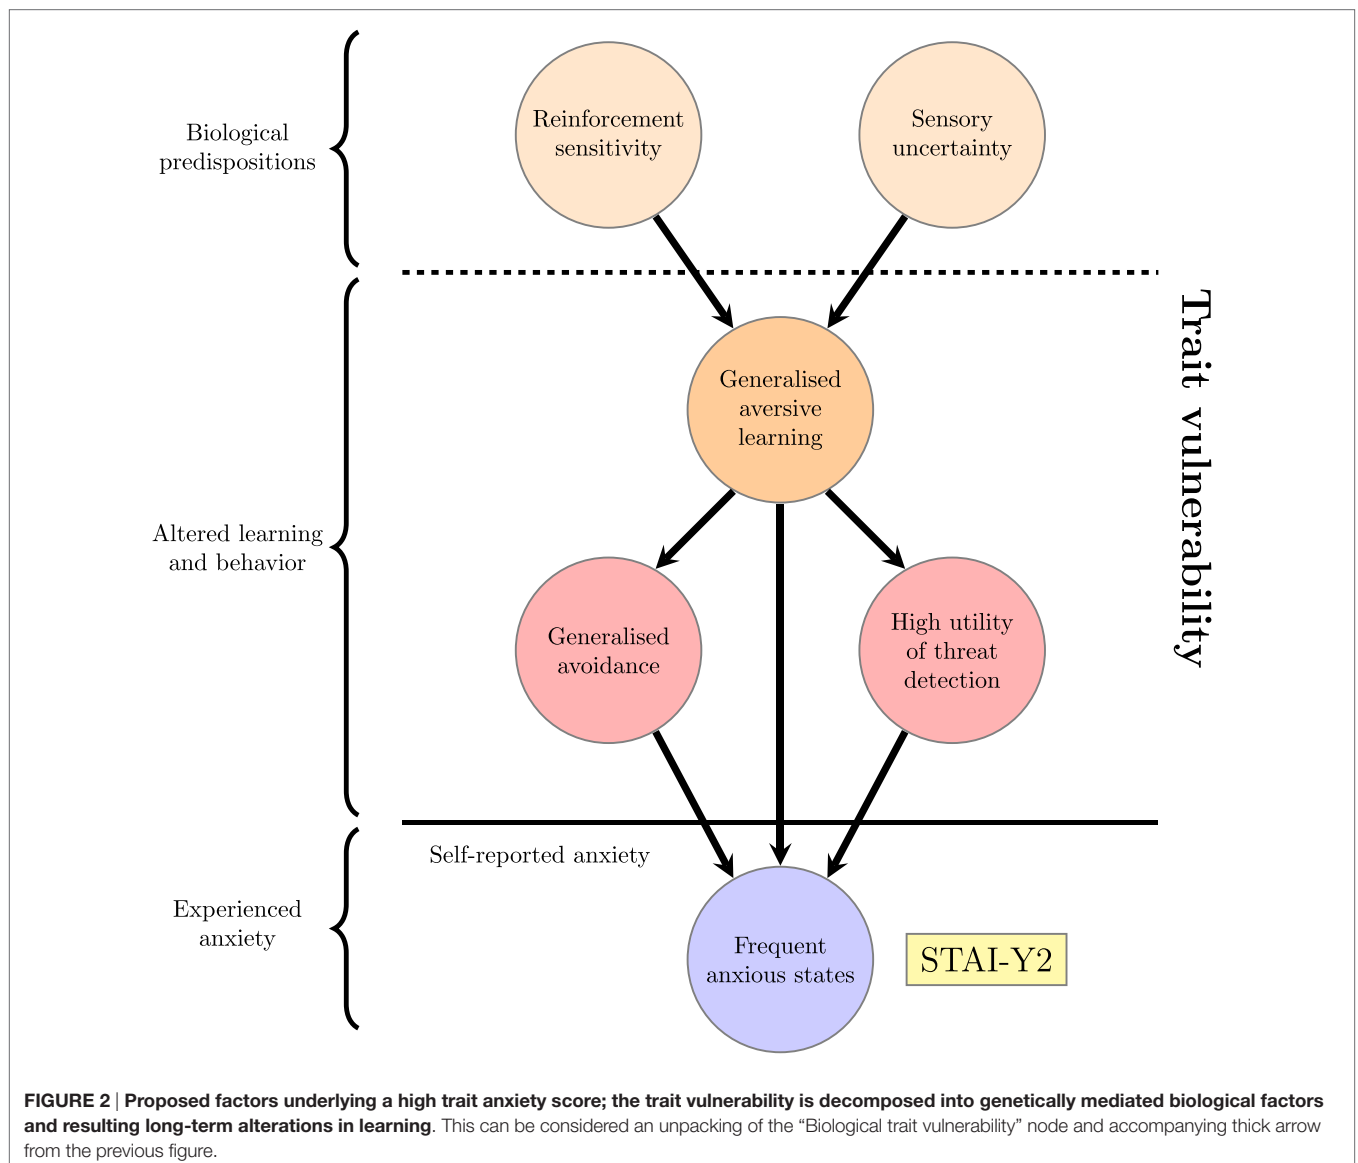 Biological
predispositions
Reinforcement
sensitivity
Sensory
uncertainty
Trait vulnerability
Generalised
aversive
learning
Altered learning
and behavior
Generalised
avoidance
High utility
of threat
detection
Self-reported anxiety
Experienced
anxiety
Frequent
anxious states
STAI-Y2
FIGURE 2 | Proposed factors underlying a high trait anxiety score; the trait vulnerability is decomposed into genetically mediated biological factors
and resulting long-term alterations in learning. This can be considered an unpacking of the “Biological trait vulnerability” node and accompanying thick arrow
from the previous figure.